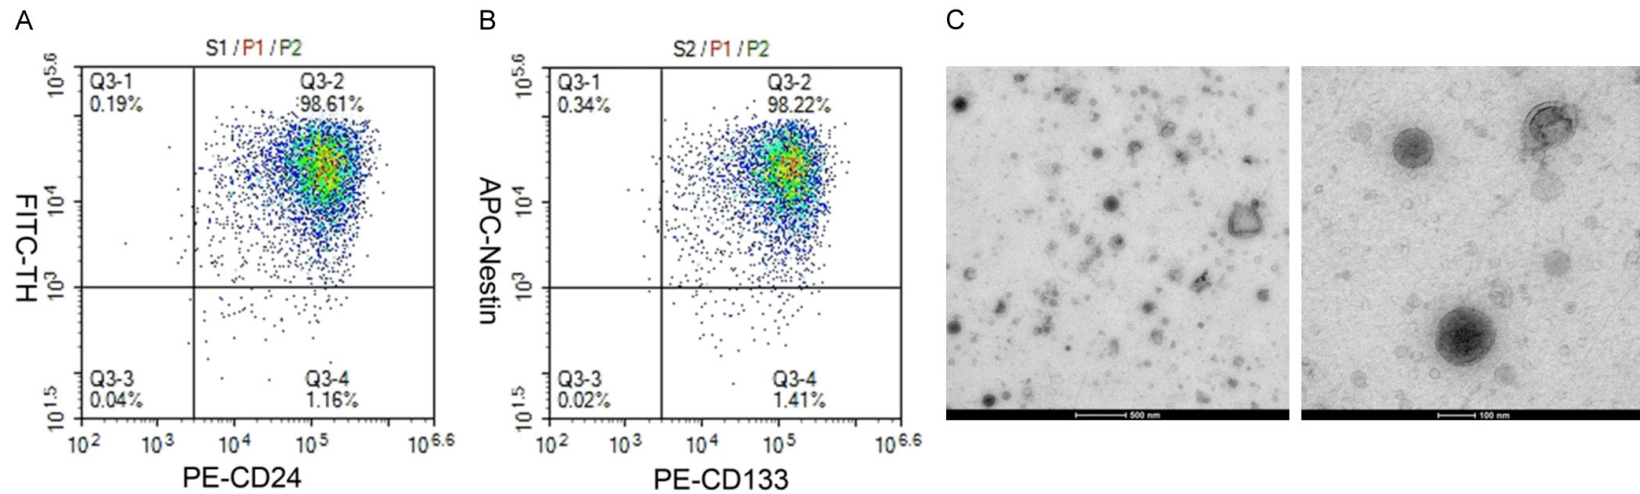 A
S1 / P1 / P2
Q3-1
0.19%
Q3-2
98.61%
Q3-3
0.04%
Q3-4
1.16%
10^5.6
10^4
10^3
10^1.5
FITC-TH
10^2
10^3
10^4
10^5
10^6.6
PE-CD24
B
S2 / P1 / P2
Q3-1
0.34%
Q3-2
98.22%
Q3-3
0.02%
Q3-4
1.41%
10^5.6
10^4
10^3
10^1.5
APC-Nestin
10^2
10^3
10^4
10^5
10^6.6
PE-CD133
C
500 nm
100 nm